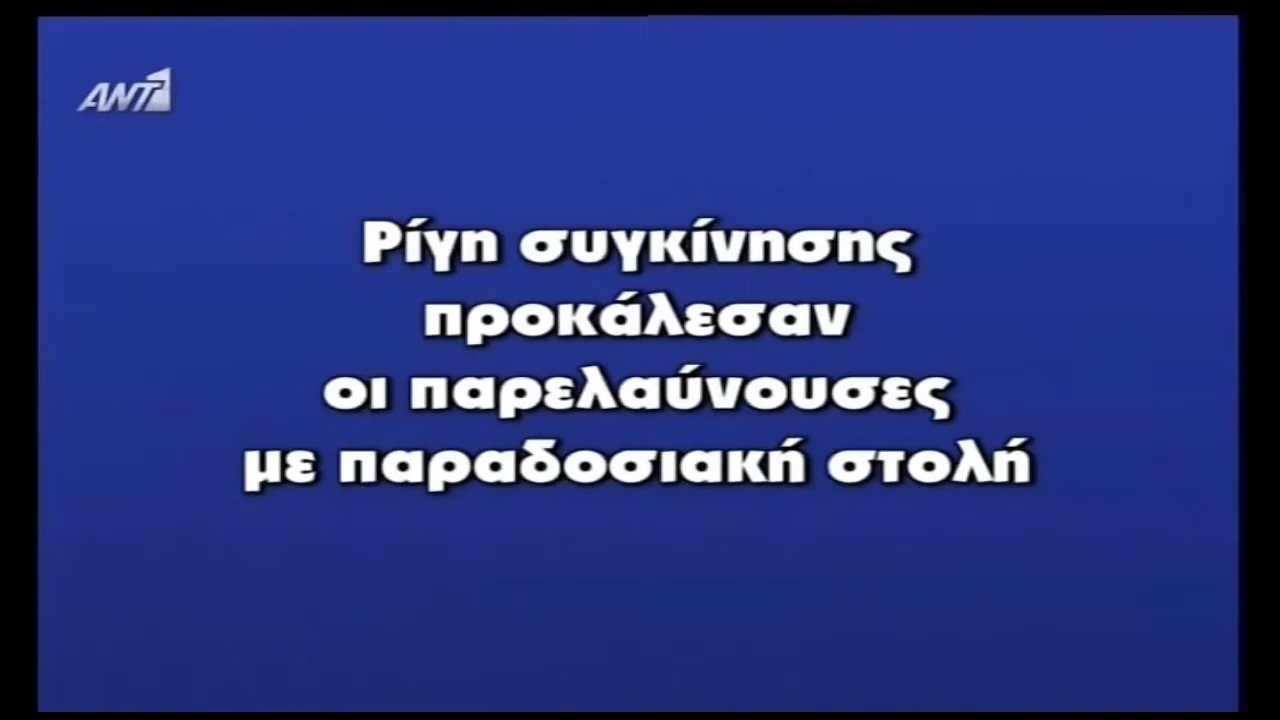 ANT1
Ρίγη συγκίνησης
προκάλεσαν
οι παρελαύνουσες
με παραδοσιακή στολή